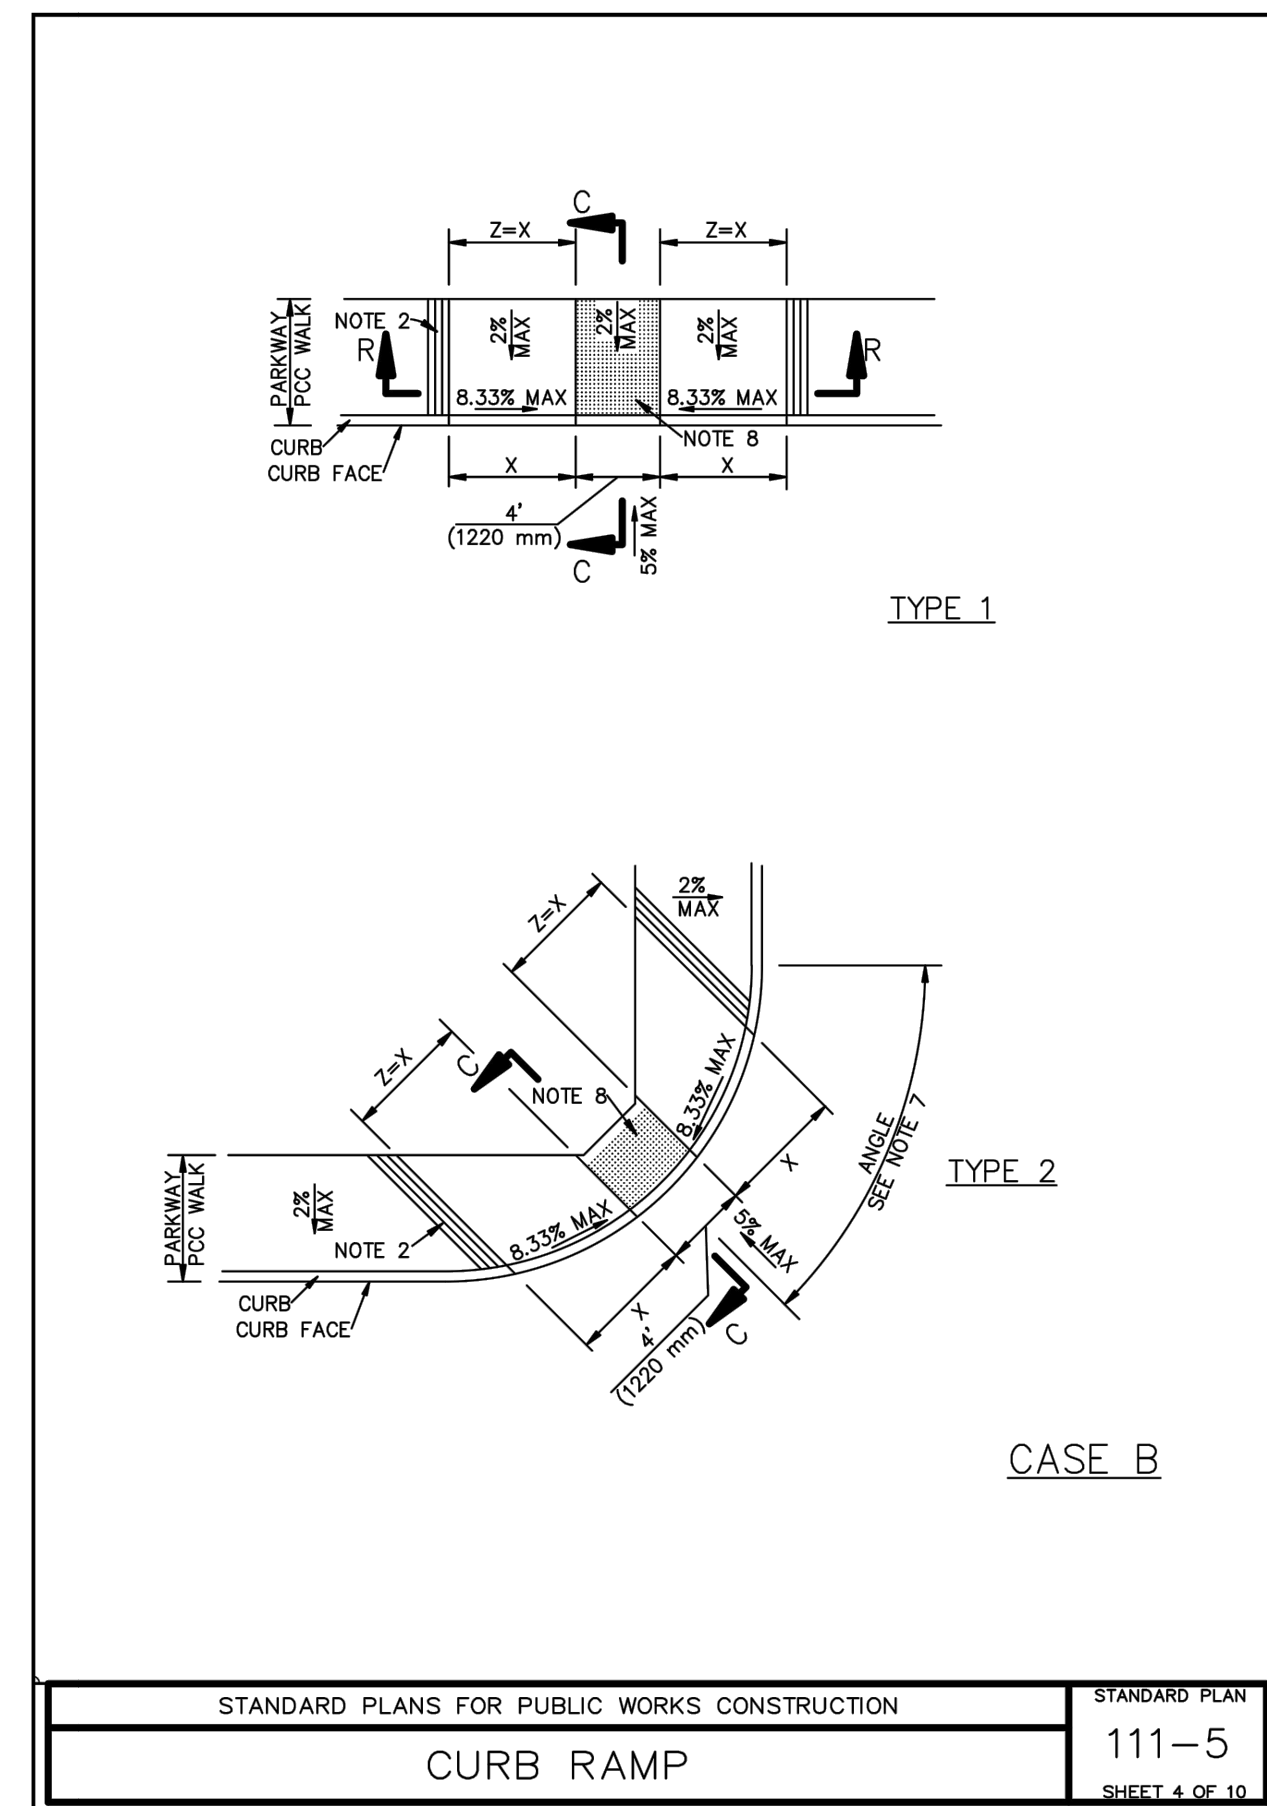 C
Z=X
Z=X
PARKWAY
PCC WALK
NOTE 2
2%
MAX
2%
MAX
2%
MAX
R
R
8.33% MAX
8.33% MAX
CURB
CURB FACE
NOTE 8
X
X
4'
(1220 mm)
C
5% MAX
TYPE 1
2%
MAX
Z=X
Z=X
C
NOTE 8
8.33% MAX
ANGLE
SEE NOTE 7
TYPE 2
PARKWAY
PCC WALK
2%
MAX
NOTE 2
8.33% MAX
X
5% MAX
CURB
CURB FACE
X
4'
(1220 mm)
C
CASE B
STANDARD PLANS FOR PUBLIC WORKS CONSTRUCTION
CURB RAMP
STANDARD PLAN
111-5
SHEET 4 OF 10